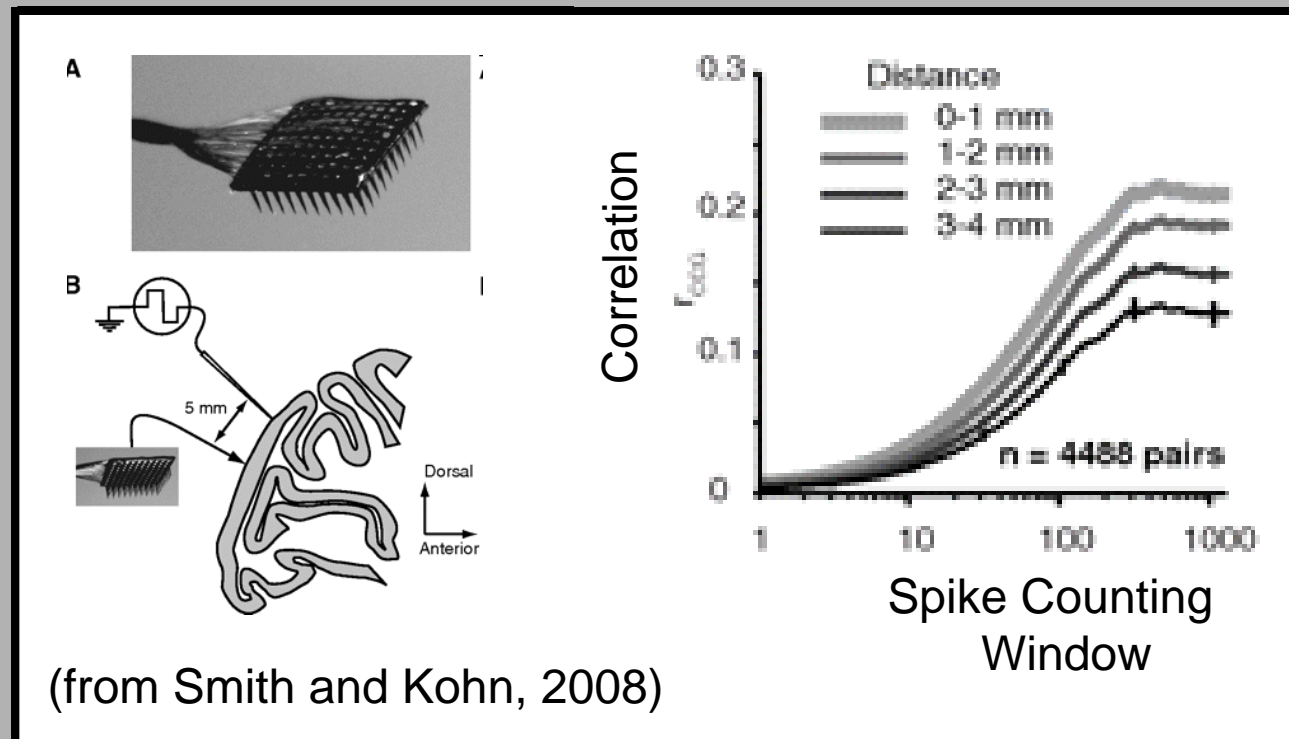 A
B
5 mm
Dorsal
Anterior
(from Smith and Kohn, 2008)
Correlation
0.3
0.2
0.1
0
Distance
0-1 mm
1-2 mm
2-3 mm
3-4 mm
n = 4488 pairs
1 10 100 1000
Spike Counting
Window